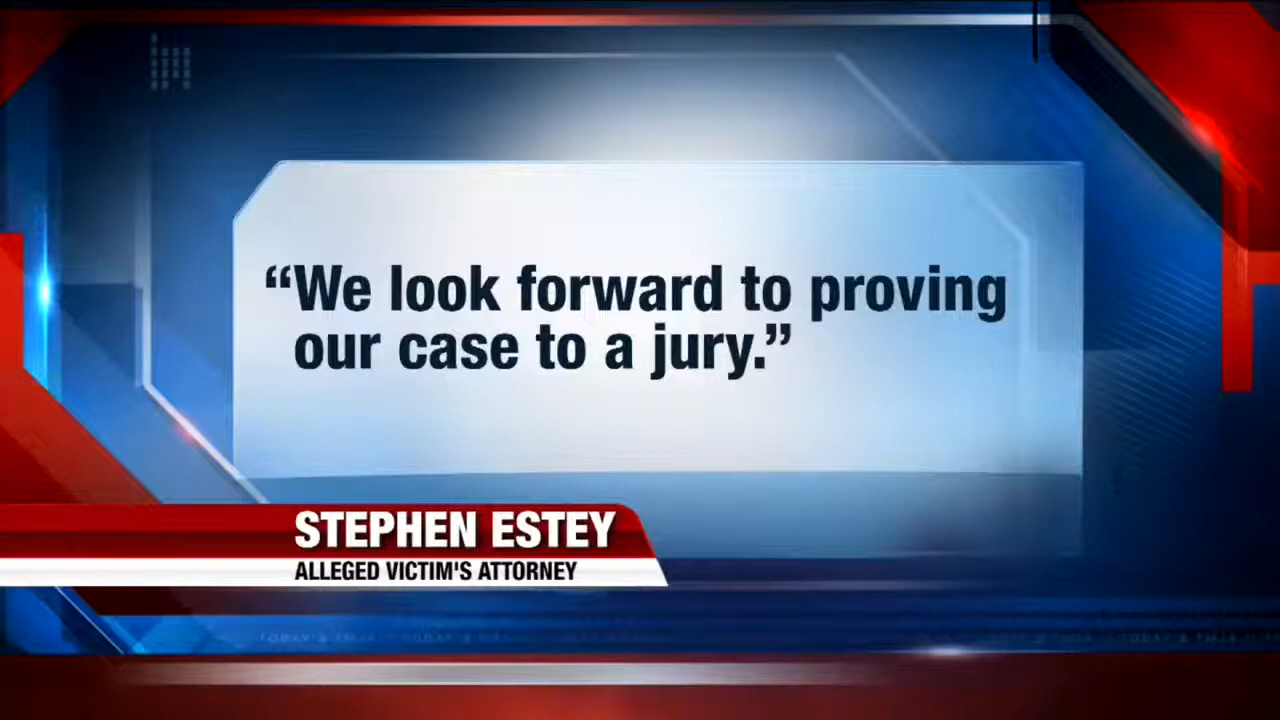 “We look forward to proving
our case to a jury.”
STEPHEN ESTEY
ALLEGED VICTIM'S ATTORNEY